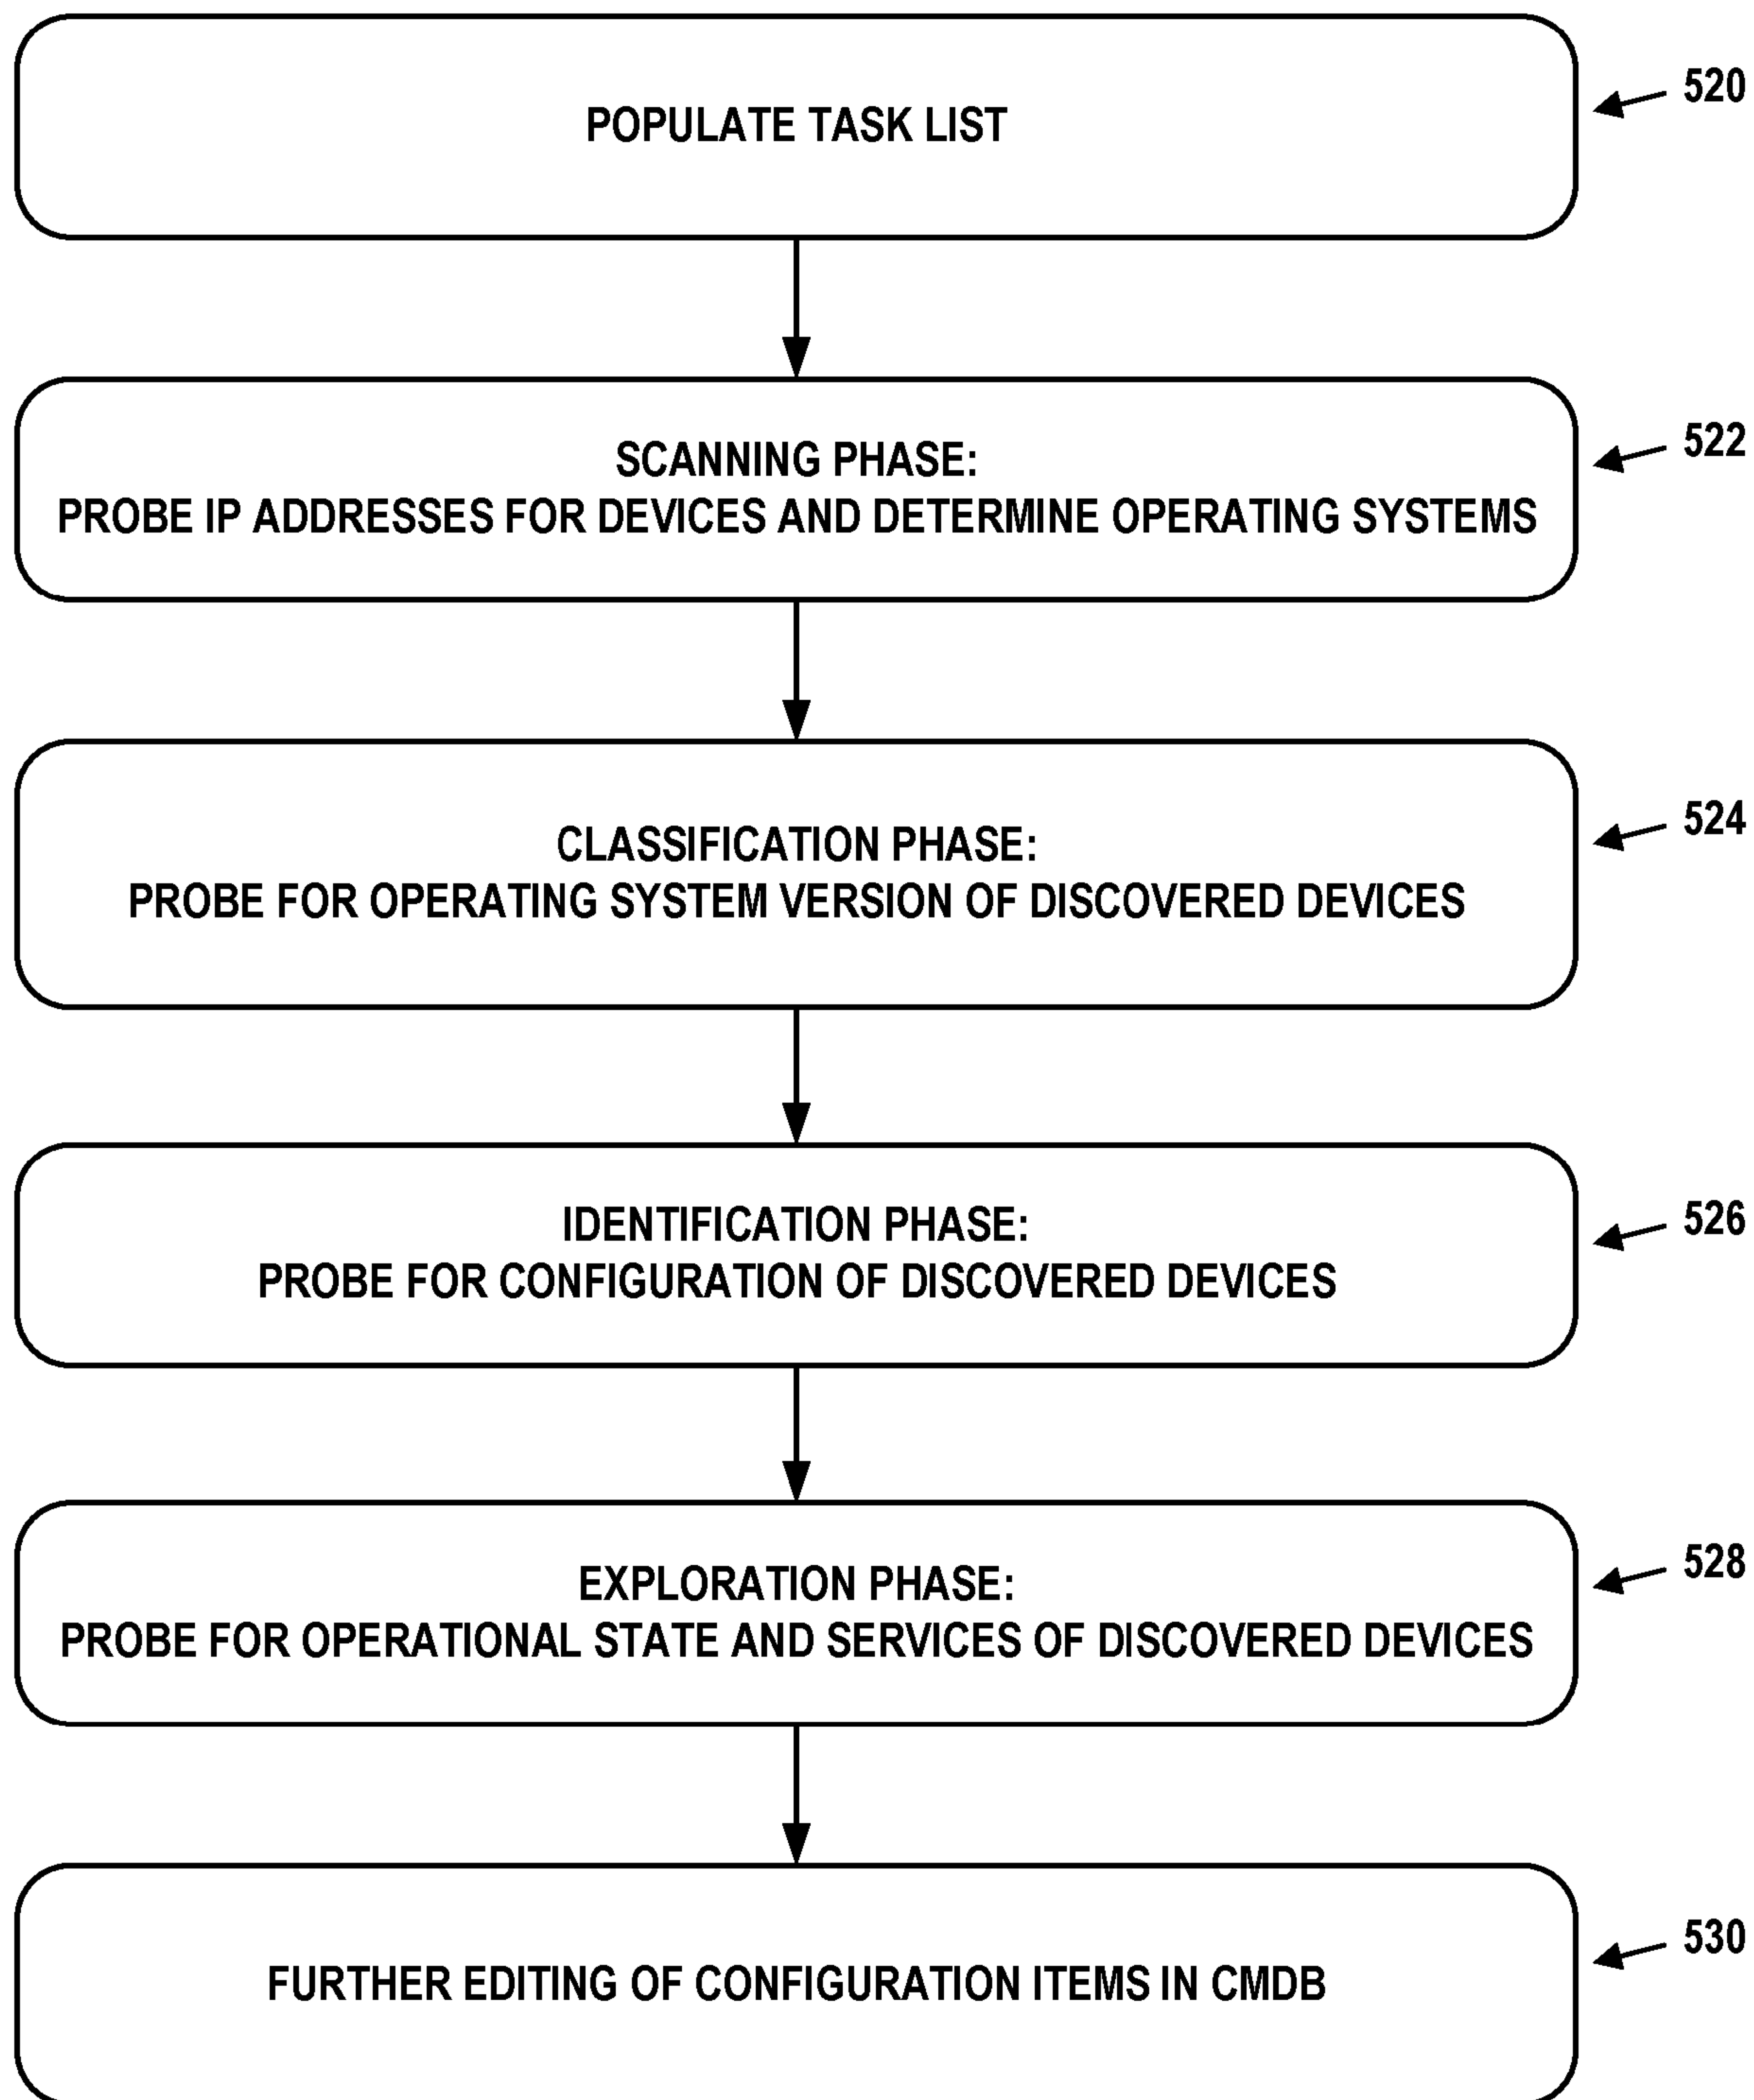 POPULATE TASK LIST
520
SCANNING PHASE:
PROBE IP ADDRESSES FOR DEVICES AND DETERMINE OPERATING SYSTEMS
522
CLASSIFICATION PHASE:
PROBE FOR OPERATING SYSTEM VERSION OF DISCOVERED DEVICES
524
IDENTIFICATION PHASE:
PROBE FOR CONFIGURATION OF DISCOVERED DEVICES
526
EXPLORATION PHASE:
PROBE FOR OPERATIONAL STATE AND SERVICES OF DISCOVERED DEVICES
528
FURTHER EDITING OF CONFIGURATION ITEMS IN CMDB
530